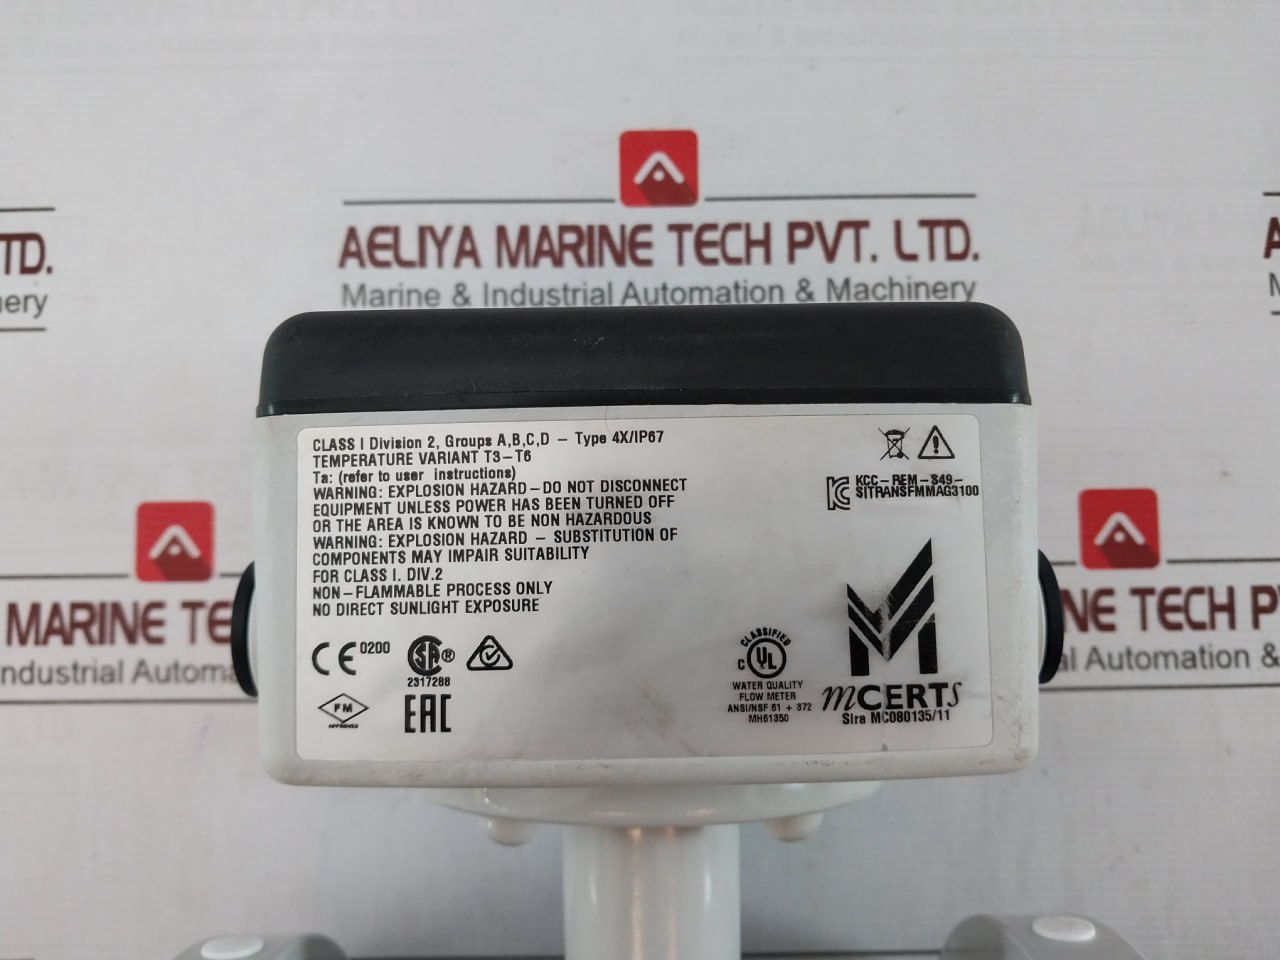 AELIYA MARINE TECH PVT. LTD.
Marine & Industrial Automation & Machinery
TD.
ery
CLASS I Division 2, Groups A,B,C,D – Type 4X/IP67
TEMPERATURE VARIANT T3–T6
Ta: (refer to user instructions)
WARNING: EXPLOSION HAZARD – DO NOT DISCONNECT
EQUIPMENT UNLESS POWER HAS BEEN TURNED OFF
OR THE AREA IS KNOWN TO BE NON HAZARDOUS
WARNING: EXPLOSION HAZARD – SUBSTITUTION OF
COMPONENTS MAY IMPAIR SUITABILITY
FOR CLASS I. DIV.2
NON–FLAMMABLE PROCESS ONLY
NO DIRECT SUNLIGHT EXPOSURE
KCC–REM–S49–
SITRANSFMMAG3100
CE 0200
SA ®
2317288
FM
APPROVED
EAC
CLASSIFIED
C UL
WATER QUALITY
FLOW METER
ANSI/NSF 61 + 372
MH61350
mCERTS
Sira MC080135/11
MARINE TE
ndustrial Automa
NE TECH P
al Automation &